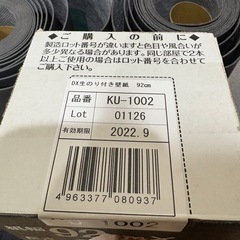 ◇ ご購入の前に ◇
製造ロット番号が違いますと色目や風合いが
多少異なる場合があります。同じ部屋で2本
以上ご使用の場合はロット番号を合わせて
ご購入下さい。
DX生のり付き壁紙 92cm
品番 KU-1002
Lot 01126
有効期限 2022.9
4963377080937
1002